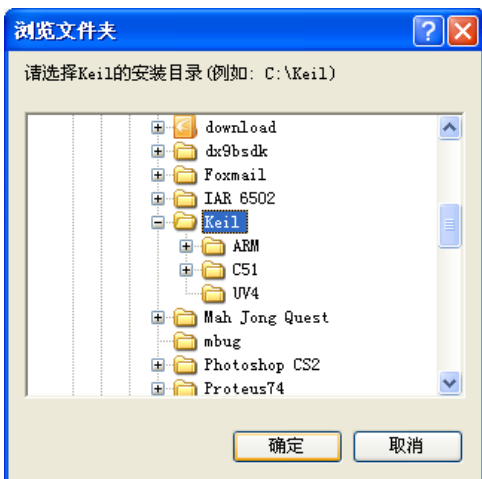 浏览文件夹
请选择Keil的安装目录(例如: C:\Keil)
download
dx9bsdk
Foxmail
IAR 6502
Keil
ARM
C51
UV4
Mah Jong Quest
mbug
Photoshop CS2
Proteus74
确定 取消